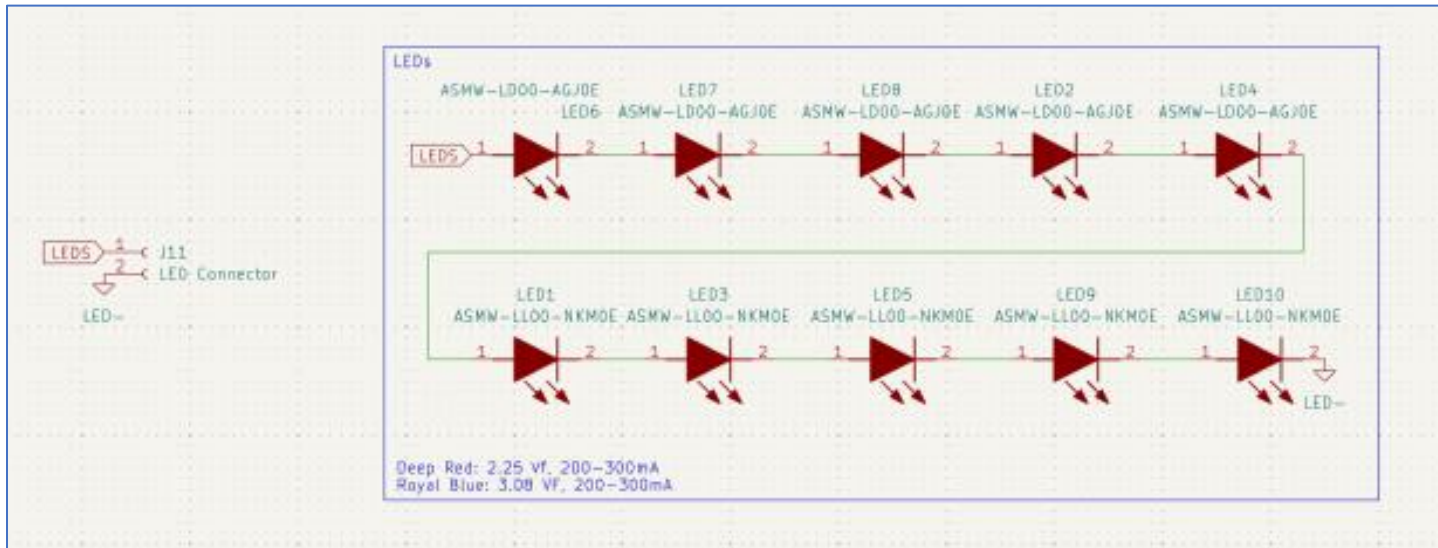 LEDs
ASMW-LD00-AGJ0E
LED6
LED7
ASMW-LD00-AGJ0E
LED8
ASMW-LD00-AGJ0E
LED2
ASMW-LD00-AGJ0E
LED4
ASMW-LD00-AGJ0E
LEDS 1 2 1 2 1 2 1 2 1 2
LEDS 1 J11
2 LED Connector
LED-
LED1
ASMW-LL00-NKM0E
LED3
ASMW-LL00-NKM0E
LED5
ASMW-LL00-NKM0E
LED9
ASMW-LL00-NKM0E
LED10
ASMW-LL00-NKM0E
1 2 1 2 1 2 1 2 1 2
LED-
Deep Red: 2.25 Vf, 200-300mA
Royal Blue: 3.08 VF, 200-300mA